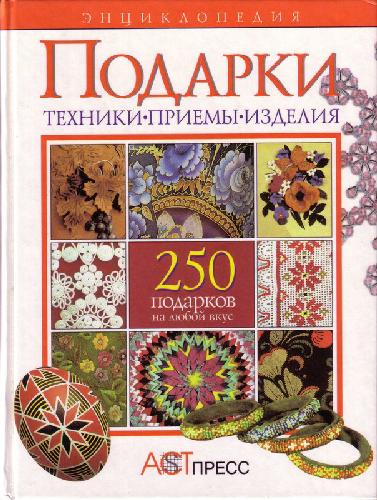 ЭНЦИКЛОПЕДИЯ
ПОДАРКИ
ТЕХНИКИ•ПРИЕМЫ•ИЗДЕЛИЯ
250
подарков
на любой вкус
АСТ ПРЕСС